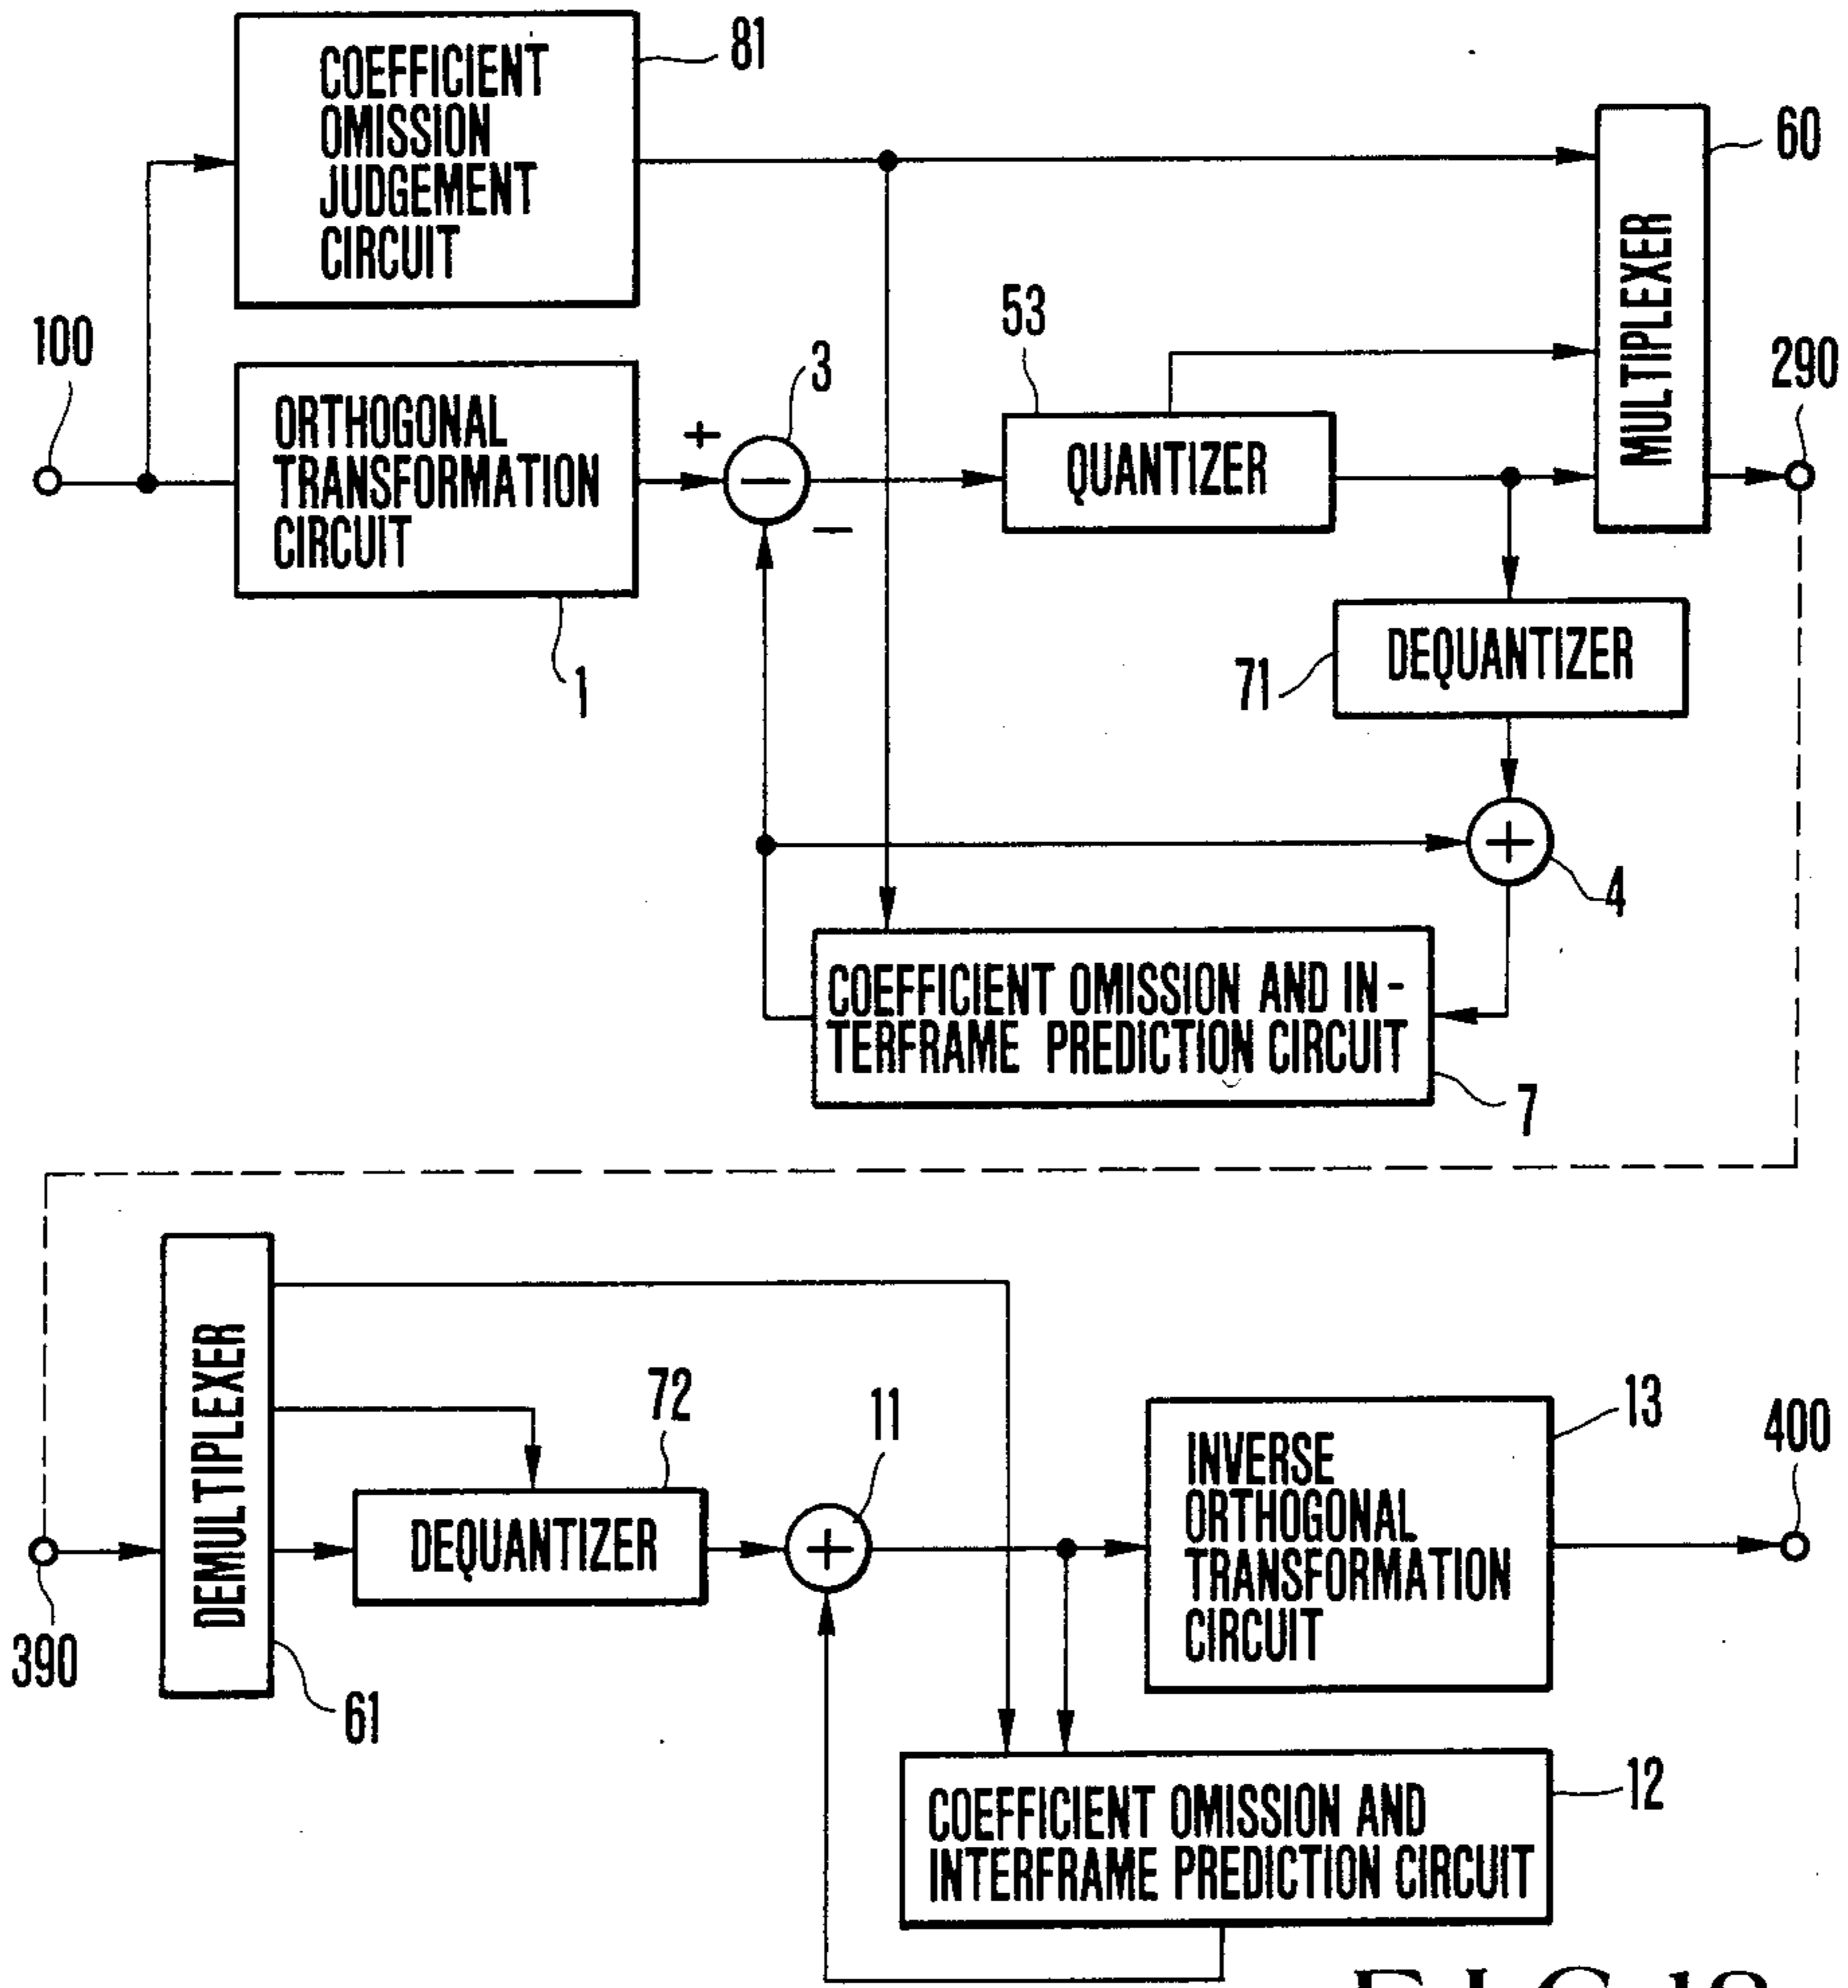 COEFFICIENT
OMISSION
JUDGEMENT
CIRCUIT
81
60
MULTIPLEXER
100
53
290
3
ORTHOGONAL
TRANSFORMATION
CIRCUIT
+
−
−
QUANTIZER
1
71
DEQUANTIZER
+
4
COEFFICIENT OMISSION AND IN-
TERFRAME PREDICTION CIRCUIT
7
DEMULTIPLEXER
72
11
13
400
INVERSE
ORTHOGONAL
TRANSFORMATION
CIRCUIT
DEQUANTIZER
+
390
61
12
COEFFICIENT OMISSION AND
INTERFRAME PREDICTION CIRCUIT